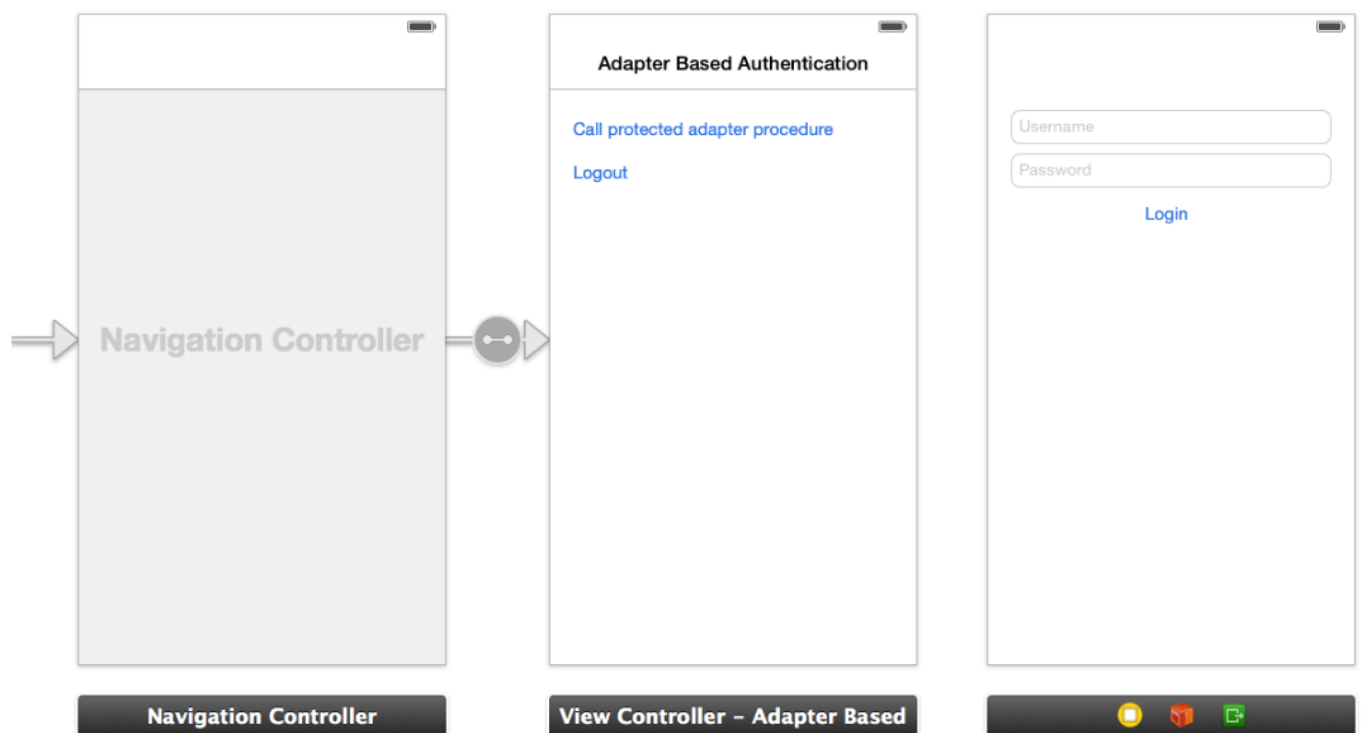 Adapter Based Authentication
Call protected adapter procedure
Logout
Username
Password
Login
Navigation Controller
Navigation Controller
View Controller – Adapter Based